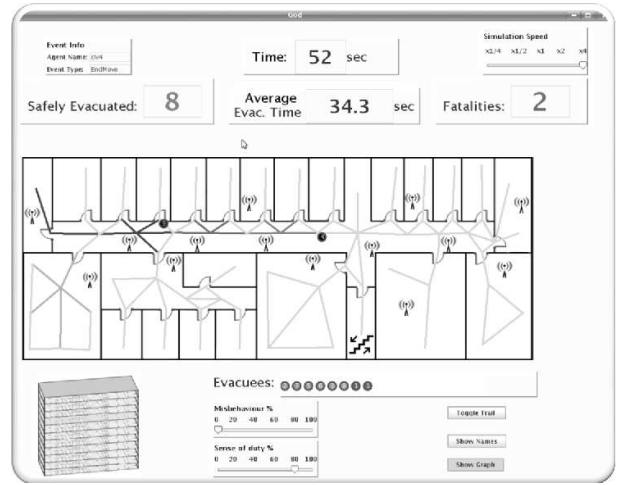 God
Event Info
Agent Name: civ4
Event Type: EndMove
Time: 52 sec
Simulation Speed
x1/4 x1/2 x1 x2 x4
Safely Evacuated: 8
Average
Evac. Time 34.3 sec
Fatalities: 2
Evacuees:
Misbehaviour %
0 20 40 60 80 100
Sense of duty %
0 20 40 60 80 100
Toggle Trail
Show Names
Show Graph